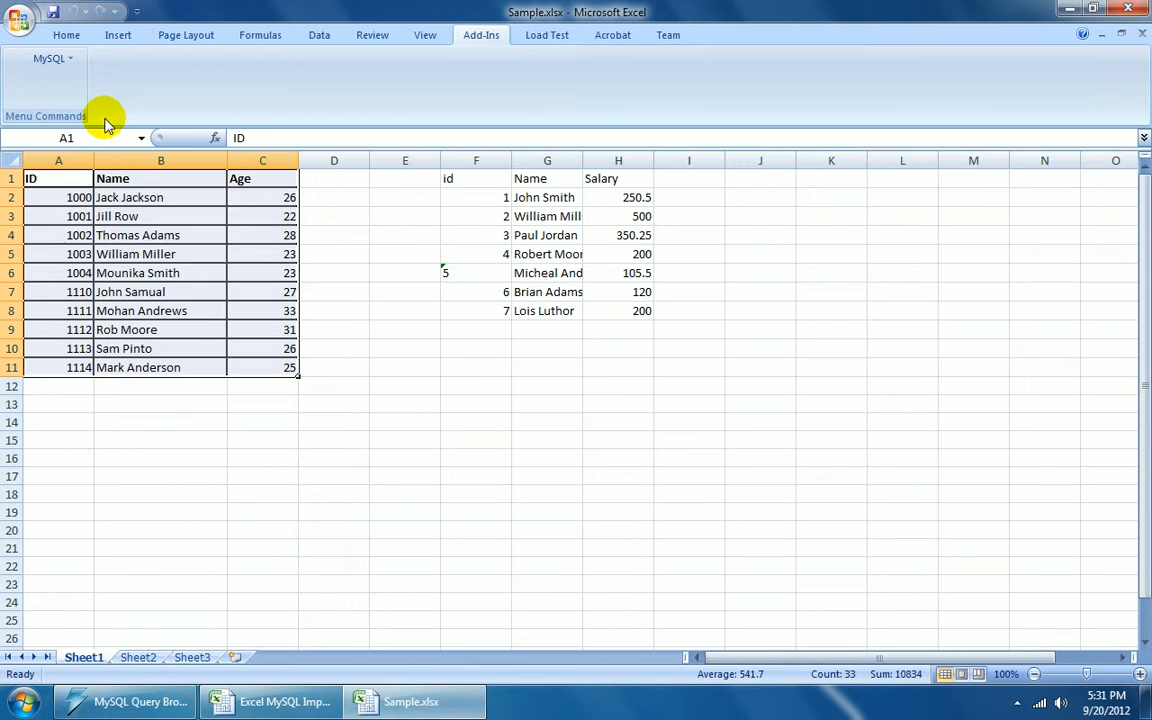 Sample.xlsx - Microsoft Excel
Home Insert Page Layout Formulas Data Review View Add-Ins Load Test Acrobat Team
MySQL
Menu Commands
A1 fx ID
A B C D E F G H I J K L M N O
1 ID Name Age id Name Salary
2 1000 Jack Jackson 26 1 John Smith 250.5
3 1001 Jill Row 22 2 William Mill 500
4 1002 Thomas Adams 28 3 Paul Jordan 350.25
5 1003 William Miller 23 4 Robert Moor 200
6 1004 Mounika Smith 23 5 Micheal And 105.5
7 1110 John Samual 27 6 Brian Adams 120
8 1111 Mohan Andrews 33 7 Lois Luthor 200
9 1112 Rob Moore 31
10 1113 Sam Pinto 26
11 1114 Mark Anderson 25
12
13
14
15
16
17
18
19
20
21
22
23
24
25
26
Sheet1 Sheet2 Sheet3
Ready Average: 541.7 Count: 33 Sum: 10834 100%
MySQL Query Bro... Excel MySQL Imp... Sample.xlsx 5:31 PM
9/20/2012